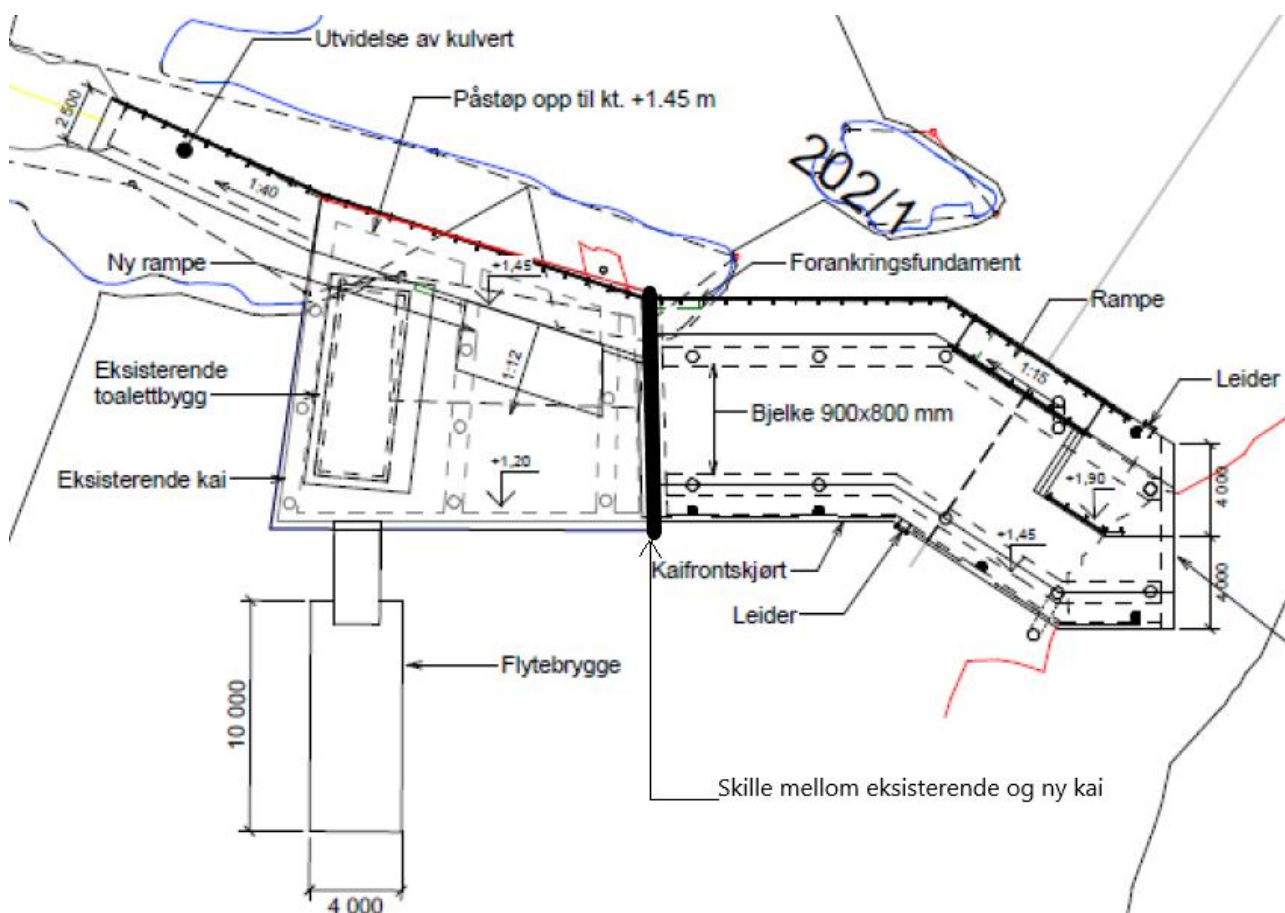 Utvidelse av kulvert
Påstøp opp til kt. +1.45 m
2 500
202/1
1:40
Ny rampe
+1,45
Forankringsfundament
Rampe
1:12
1:15
Leider
Eksisterende
toalettbygg
Bjelke 900x800 mm
Eksisterende kai
+1,20
+1,90
4 000
+1,45
Kaifrontskjørt
4 000
Leider
Flytebrygge
10 000
Skille mellom eksisterende og ny kai
4 000